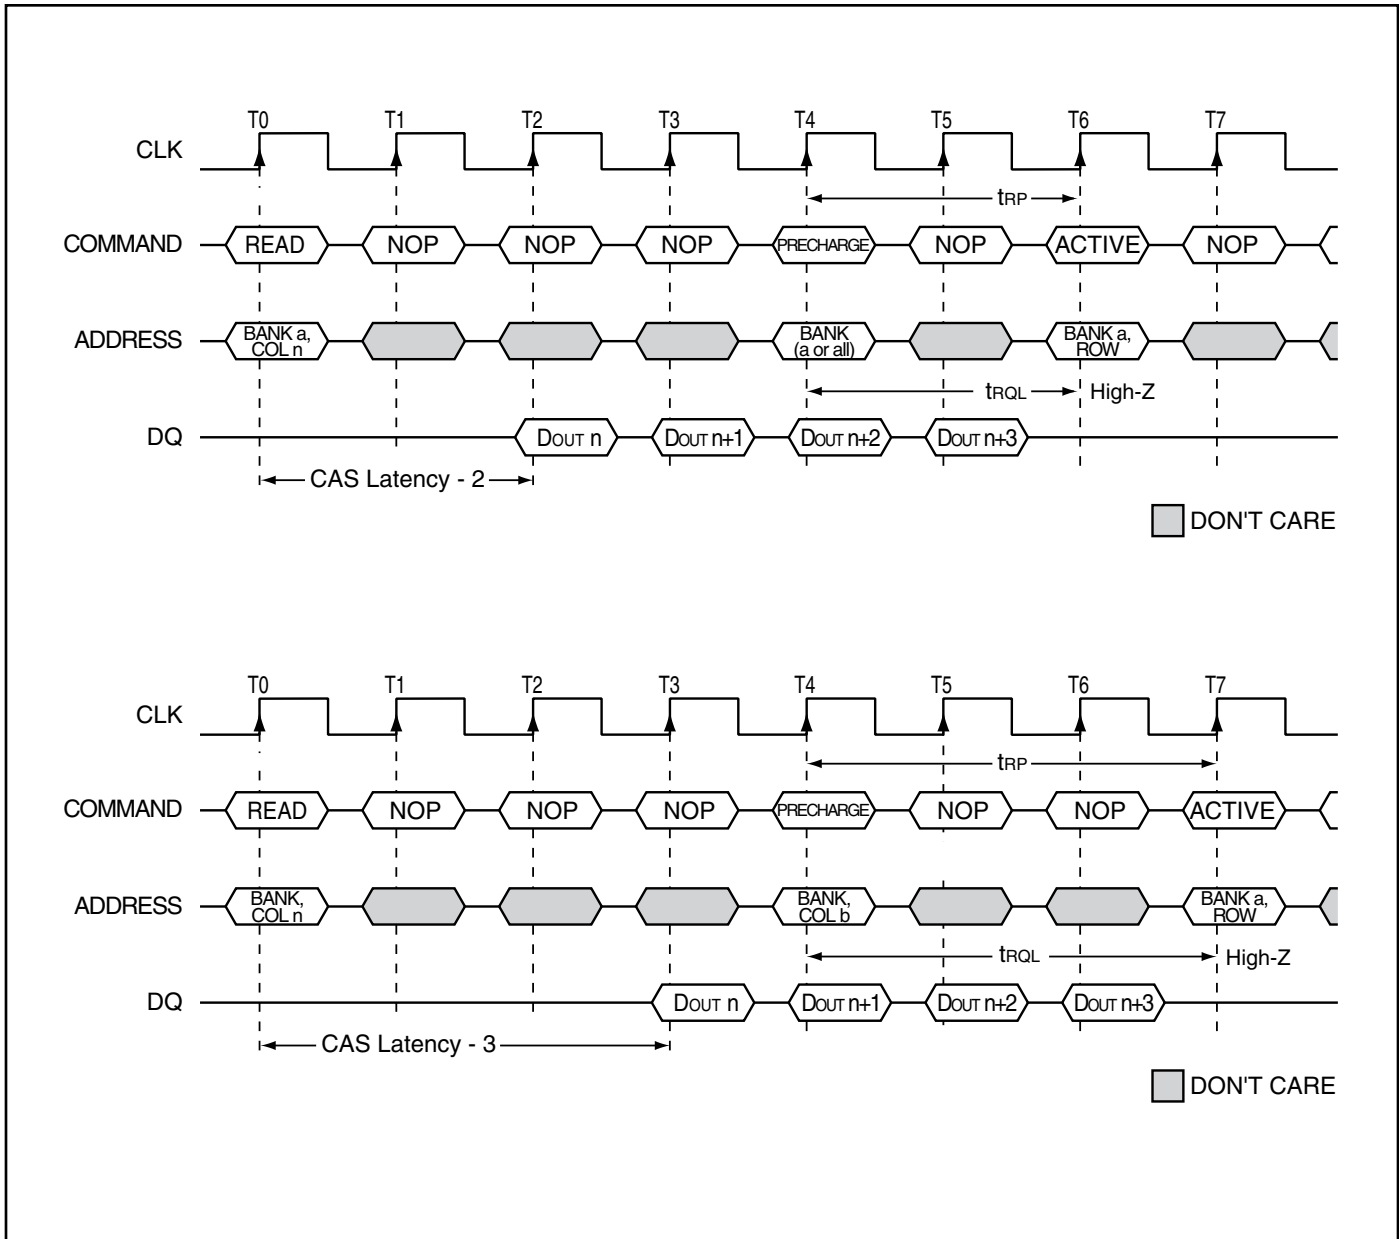 T0 T1 T2 T3 T4 T5 T6 T7
CLK
tRP
COMMAND READ NOP NOP NOP PRECHARGE NOP ACTIVE NOP
ADDRESS BANK a, COL n BANK (a or all) BANK a, ROW
tRQL High-Z
DQ DOUT n DOUT n+1 DOUT n+2 DOUT n+3
CAS Latency - 2
DON'T CARE
T0 T1 T2 T3 T4 T5 T6 T7
CLK
tRP
COMMAND READ NOP NOP NOP PRECHARGE NOP NOP ACTIVE
ADDRESS BANK, COL n BANK, COL b BANK a, ROW
tRQL High-Z
DQ DOUT n DOUT n+1 DOUT n+2 DOUT n+3
CAS Latency - 3
DON'T CARE